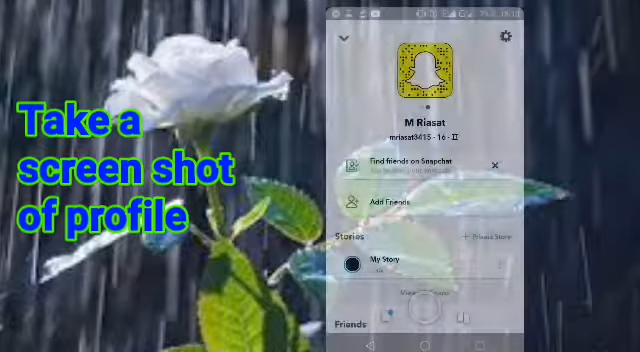 Take a
screen shot
of profile
M Riasat
mriasat3415 · 16 · ♊
Find friends on Snapchat
Add Friends
Stories
+ Private Story
My Story
Friends